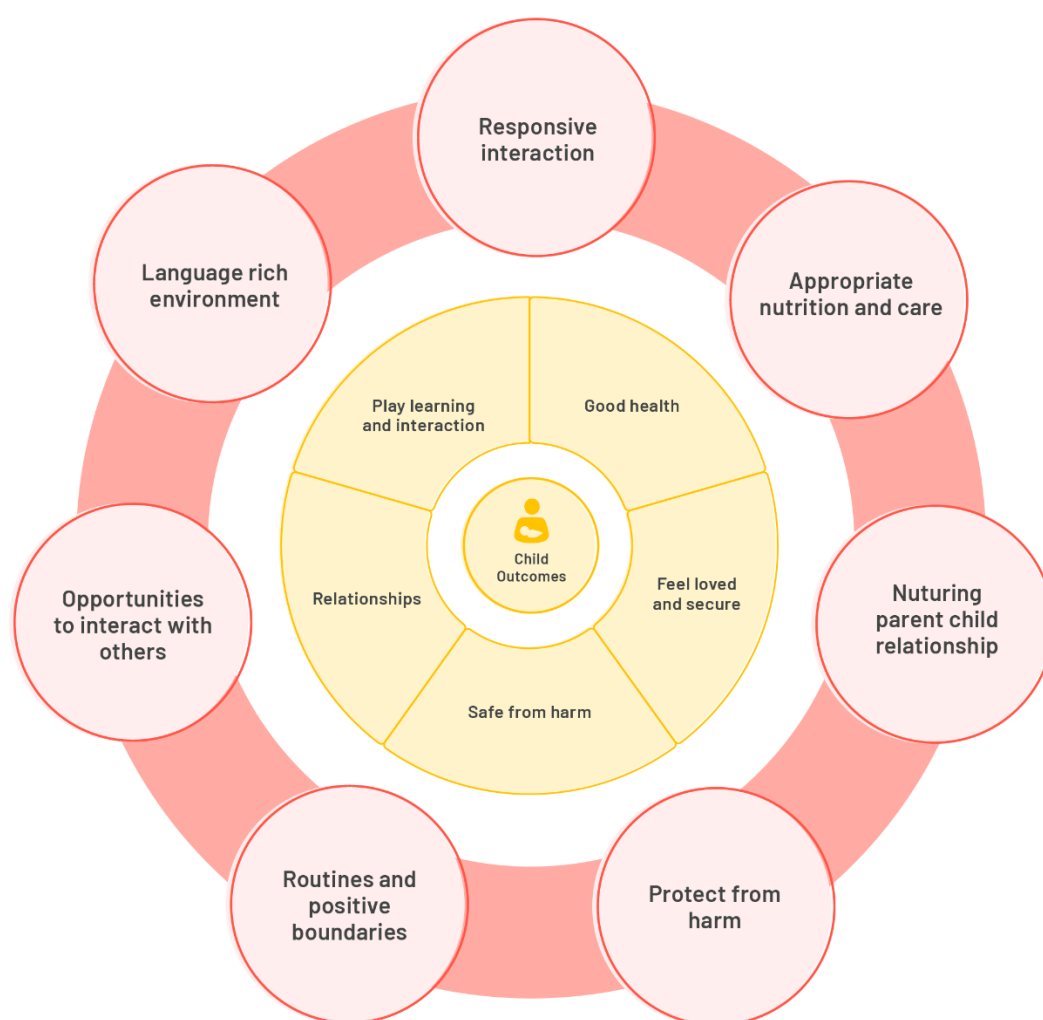 Responsive
interaction
Appropriate
nutrition and care
Nuturing
parent child
relationship
Protect from
harm
Routines and
positive
boundaries
Opportunities
to interact with
others
Language rich
environment
Play learning
and interaction
Good health
Feel loved
and secure
Safe from harm
Relationships
Child
Outcomes